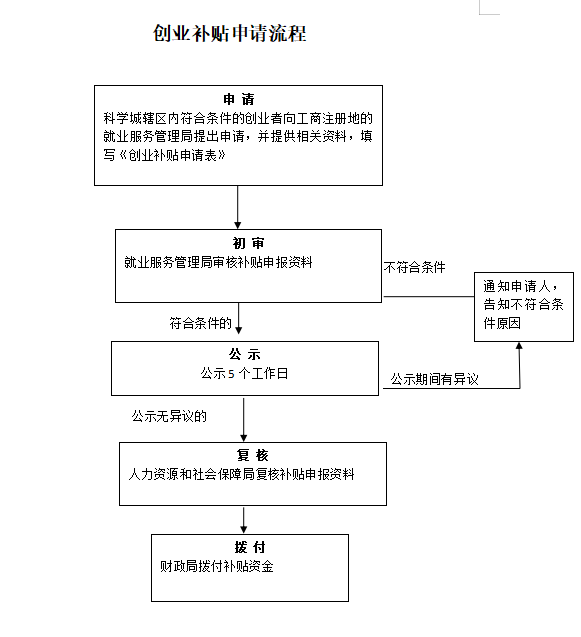 创业补贴申请流程
申 请
科学城辖区内符合条件的创业者向工商注册地的
就业服务管理局提出申请，并提供相关资料，填
写《创业补贴申请表》
初 审
就业服务管理局审核补贴申报资料
不符合条件
通知申请人，
告知不符合条
件原因
符合条件的
公 示
公示 5 个工作日
公示期间有异议
公示无异议的
复 核
人力资源和社会保障局复核补贴申报资料
拨 付
财政局拨付补贴资金